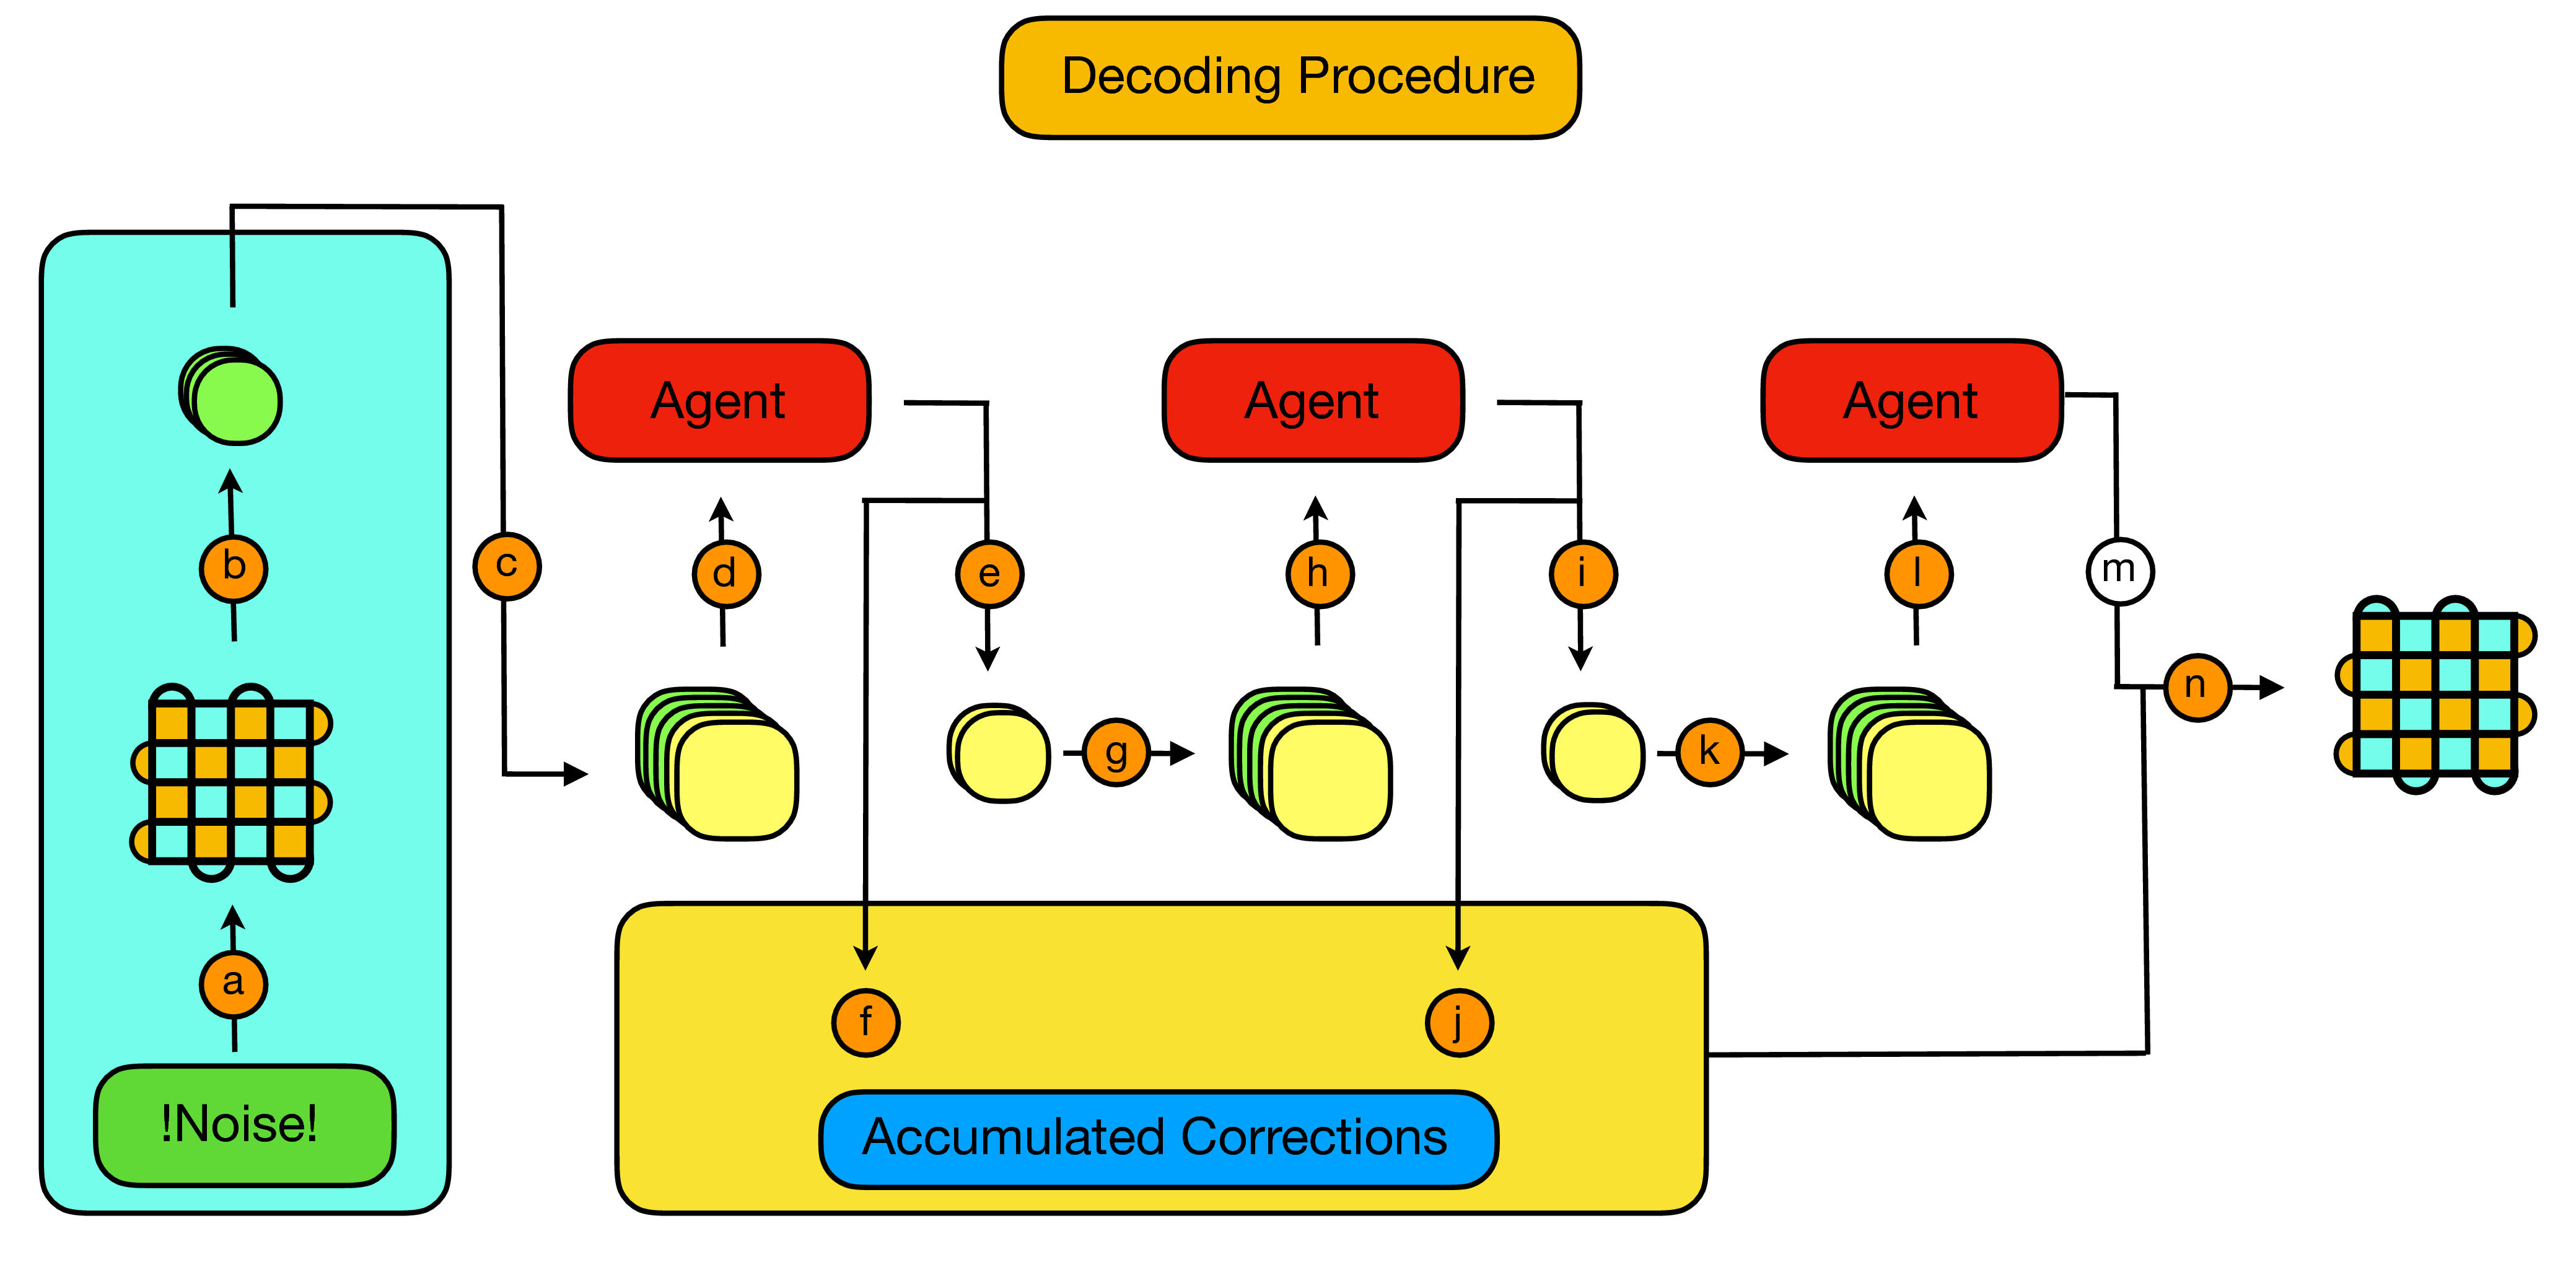 Decoding Procedure
!Noise!
a
b
c
Agent
d
e
f
g
Agent
h
i
j
k
Agent
l
m
n
Accumulated Corrections